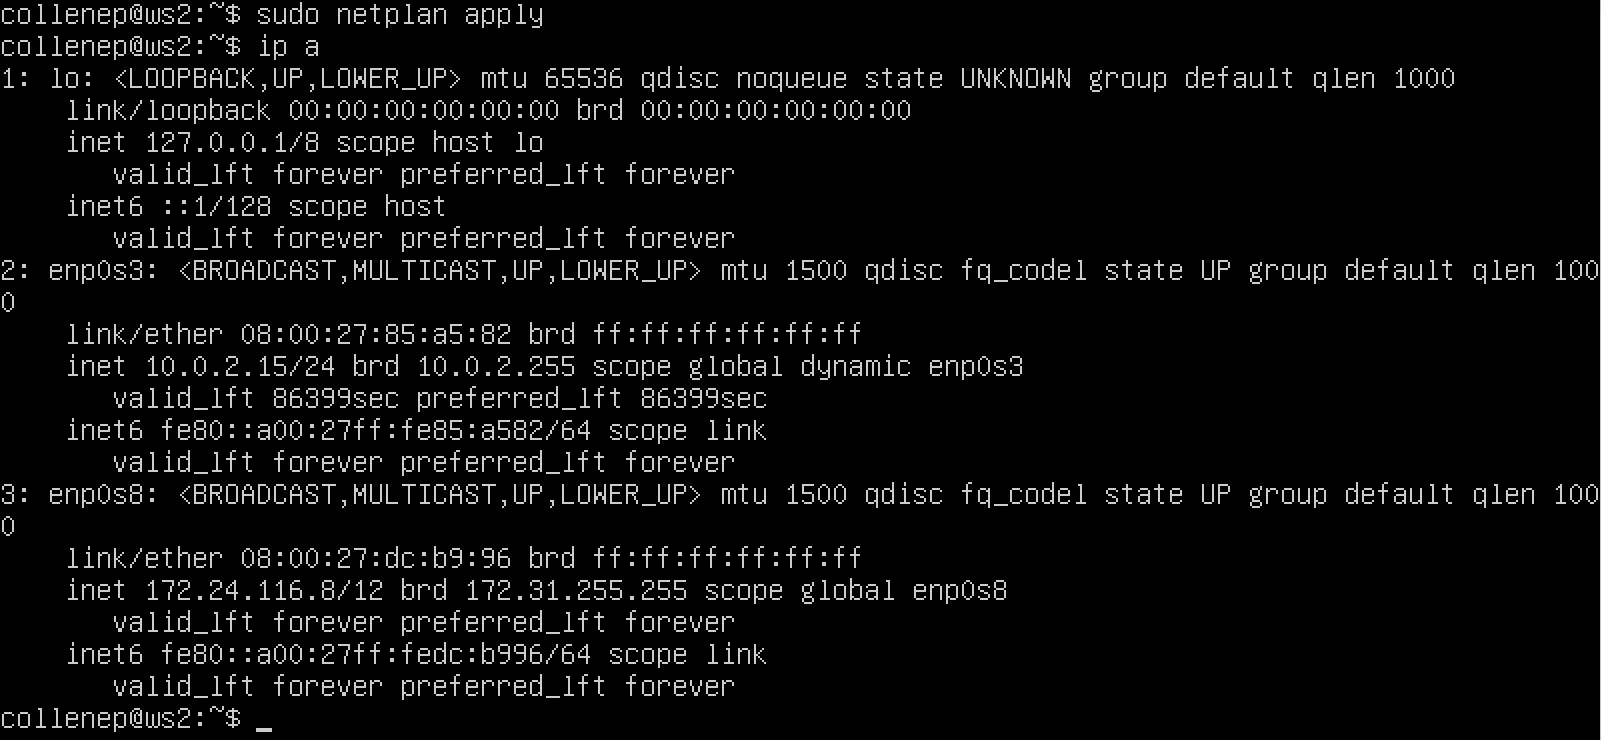 collenep@ws2:~$ sudo netplan apply
collenep@ws2:~$ ip a
1: lo: <LOOPBACK,UP,LOWER_UP> mtu 65536 qdisc noqueue state UNKNOWN group default qlen 1000
    link/loopback 00:00:00:00:00:00 brd 00:00:00:00:00:00
    inet 127.0.0.1/8 scope host lo
       valid_lft forever preferred_lft forever
    inet6 ::1/128 scope host
       valid_lft forever preferred_lft forever
2: enp0s3: <BROADCAST,MULTICAST,UP,LOWER_UP> mtu 1500 qdisc fq_codel state UP group default qlen 100
0
    link/ether 08:00:27:85:a5:82 brd ff:ff:ff:ff:ff:ff
    inet 10.0.2.15/24 brd 10.0.2.255 scope global dynamic enp0s3
       valid_lft 86399sec preferred_lft 86399sec
    inet6 fe80::a00:27ff:fe85:a582/64 scope link
       valid_lft forever preferred_lft forever
3: enp0s8: <BROADCAST,MULTICAST,UP,LOWER_UP> mtu 1500 qdisc fq_codel state UP group default qlen 100
0
    link/ether 08:00:27:dc:b9:96 brd ff:ff:ff:ff:ff:ff
    inet 172.24.116.8/12 brd 172.31.255.255 scope global enp0s8
       valid_lft forever preferred_lft forever
    inet6 fe80::a00:27ff:fedc:b996/64 scope link
       valid_lft forever preferred_lft forever
collenep@ws2:~$ _